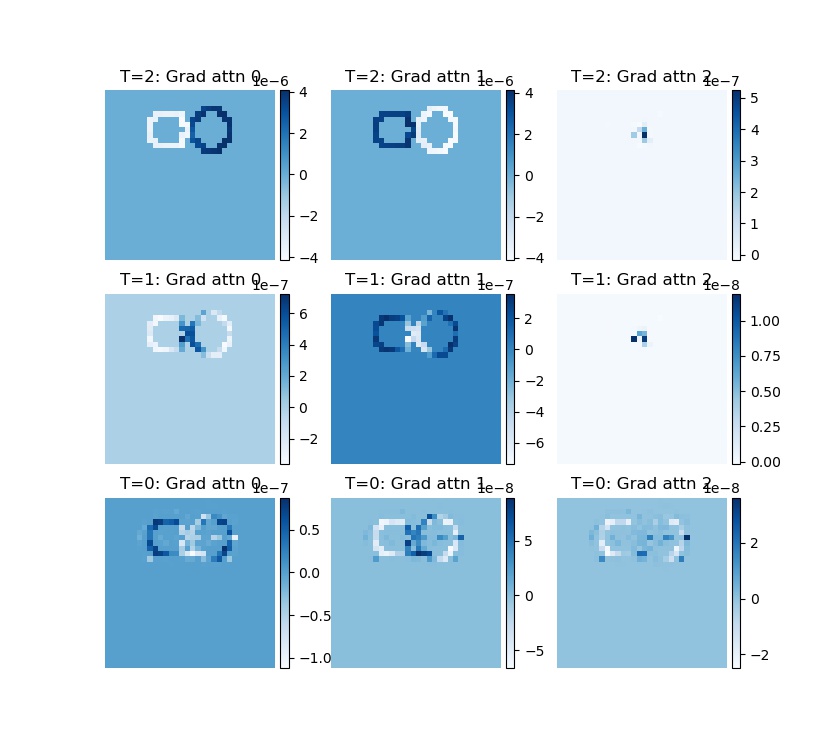 T=2: Grad attn 0
1e−6
4
2
0
−2
−4
T=2: Grad attn 1
1e−6
4
2
0
−2
−4
T=2: Grad attn 2
1e−7
5
4
3
2
1
0
T=1: Grad attn 0
1e−7
6
4
2
0
−2
T=1: Grad attn 1
1e−7
2
0
−2
−4
−6
T=1: Grad attn 2
1e−8
1.00
0.75
0.50
0.25
0.00
T=0: Grad attn 0
1e−7
0.5
0.0
−0.5
−1.0
T=0: Grad attn 1
1e−8
5
0
−5
T=0: Grad attn 2
1e−8
2
0
−2